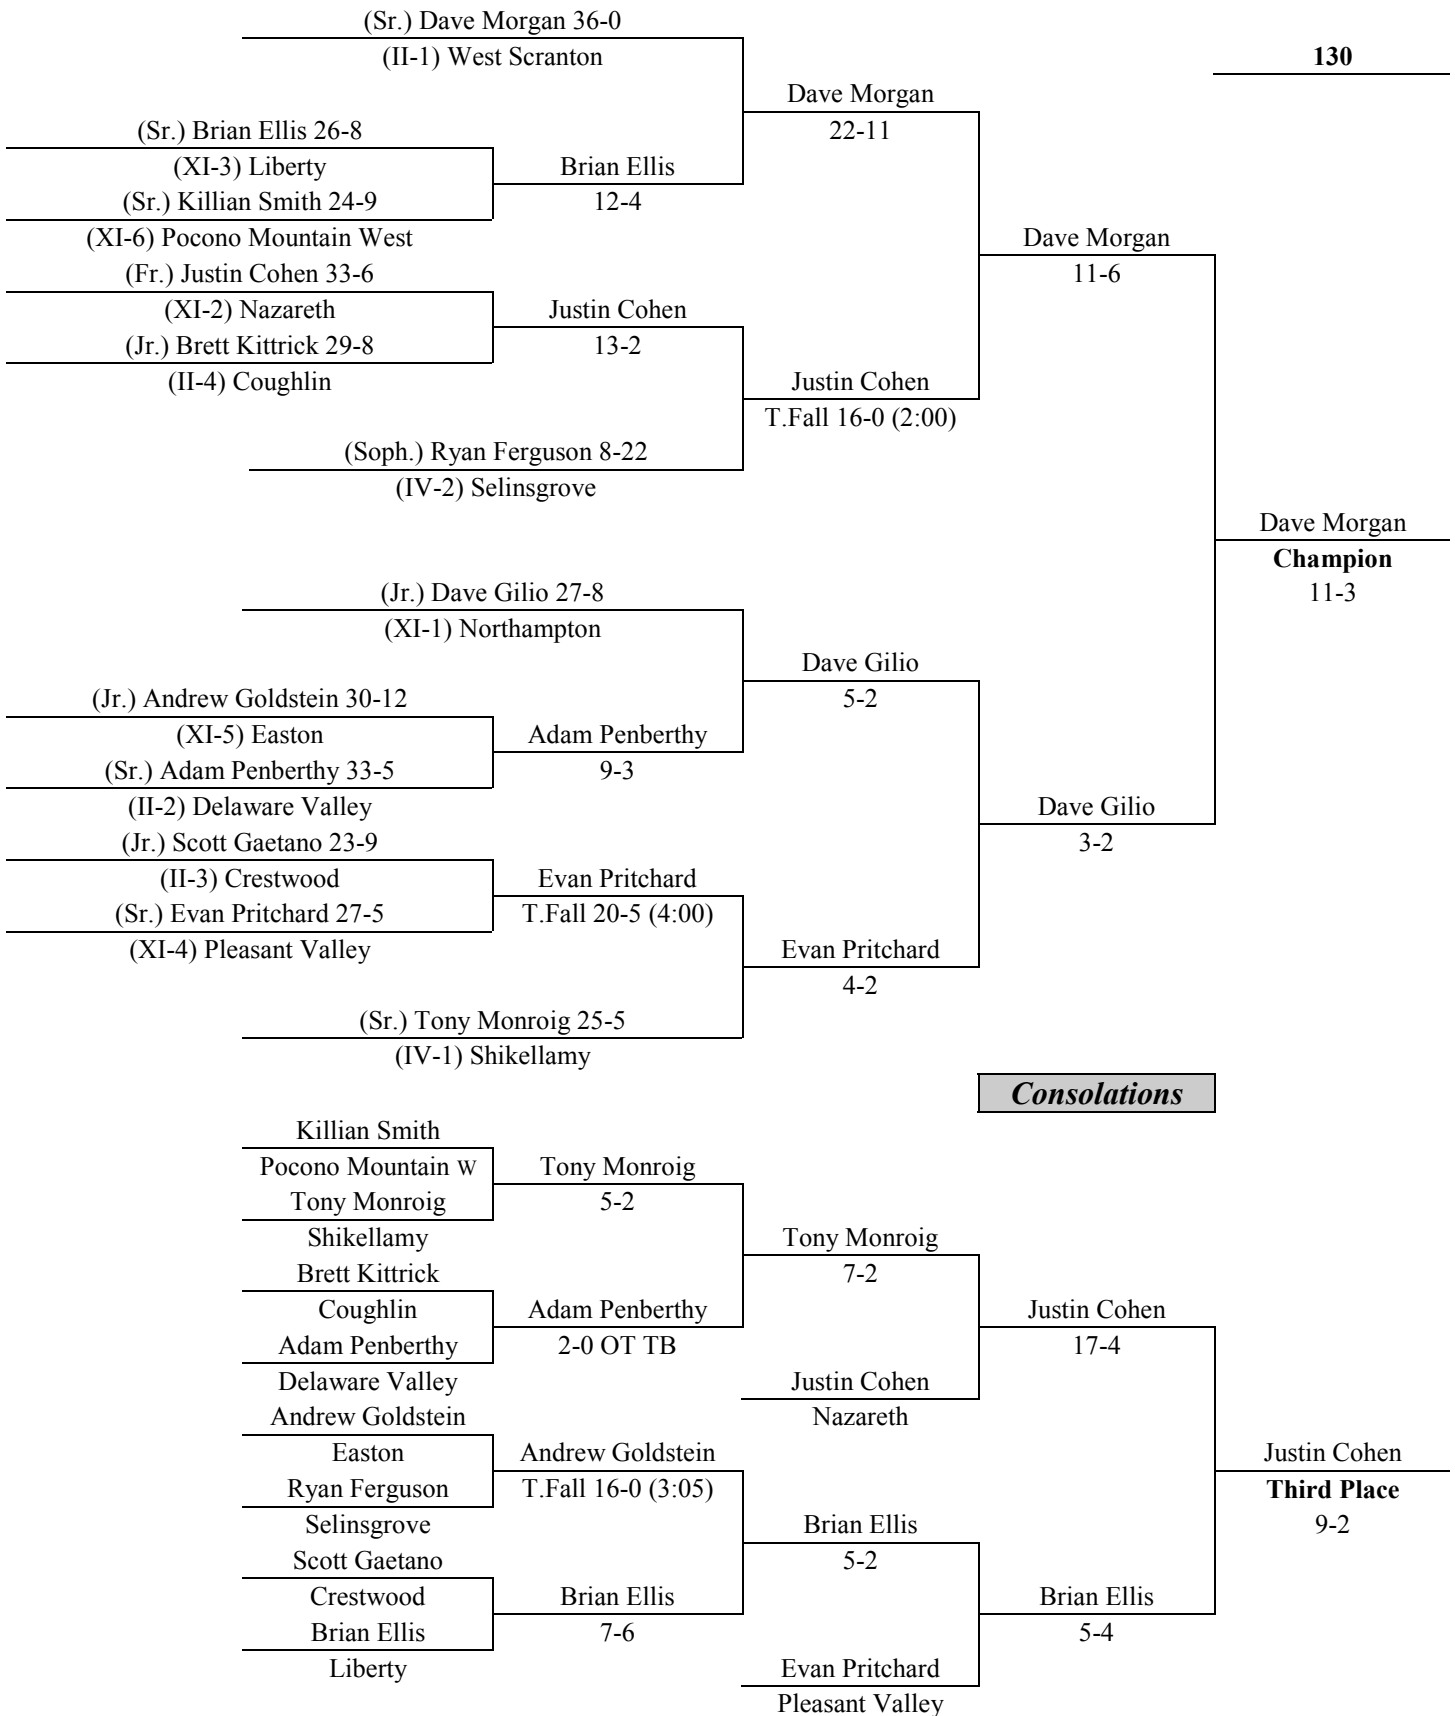 (Sr.) Dave Morgan 36-0
(II-1) West Scranton
130
Dave Morgan
22-11
(Sr.) Brian Ellis 26-8
(XI-3) Liberty
Brian Ellis
(Sr.) Killian Smith 24-9
12-4
(XI-6) Pocono Mountain West
Dave Morgan
(Fr.) Justin Cohen 33-6
11-6
(XI-2) Nazareth
Justin Cohen
(Jr.) Brett Kittrick 29-8
13-2
(II-4) Coughlin
Justin Cohen
T.Fall 16-0 (2:00)
(Soph.) Ryan Ferguson 8-22
(IV-2) Selinsgrove
Dave Morgan
Champion
11-3
(Jr.) Dave Gilio 27-8
(XI-1) Northampton
Dave Gilio
5-2
(Jr.) Andrew Goldstein 30-12
(XI-5) Easton
Adam Penberthy
(Sr.) Adam Penberthy 33-5
9-3
(II-2) Delaware Valley
Dave Gilio
(Jr.) Scott Gaetano 23-9
3-2
(II-3) Crestwood
Evan Pritchard
(Sr.) Evan Pritchard 27-5
T.Fall 20-5 (4:00)
(XI-4) Pleasant Valley
Evan Pritchard
4-2
(Sr.) Tony Monroig 25-5
(IV-1) Shikellamy
Consolations
Killian Smith
Pocono Mountain W
Tony Monroig
Tony Monroig
5-2
Shikellamy
Tony Monroig
Brett Kittrick
7-2
Coughlin
Adam Penberthy
Justin Cohen
Adam Penberthy
2-0 OT TB
17-4
Delaware Valley
Justin Cohen
Andrew Goldstein
Nazareth
Easton
Andrew Goldstein
Justin Cohen
Ryan Ferguson
T.Fall 16-0 (3:05)
Third Place
Selinsgrove
Brian Ellis
9-2
Scott Gaetano
5-2
Crestwood
Brian Ellis
Brian Ellis
Brian Ellis
7-6
5-4
Liberty
Evan Pritchard
Pleasant Valley